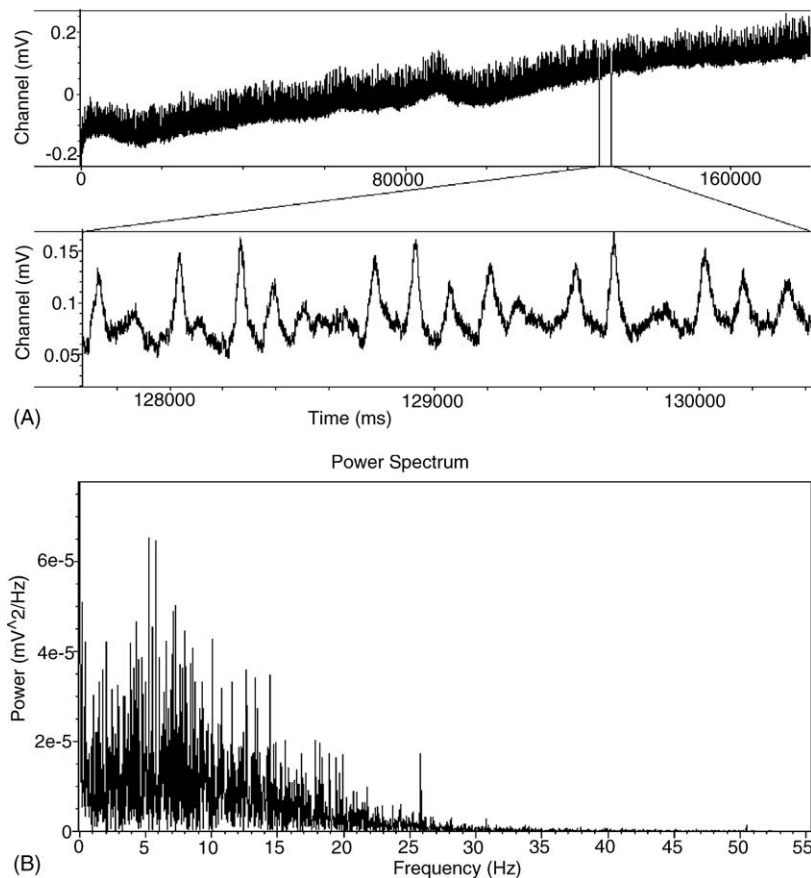 Channel (mV)
0.2
0
-0.2
0 80000 160000
Channel (mV)
0.15
0.1
0.05
128000 129000 130000
(A) Time (ms)
Power Spectrum
Power (mV^2/Hz)
6e-5
4e-5
2e-5
0
0 5 10 15 20 25 30 35 40 45 50 55
(B) Frequency (Hz)